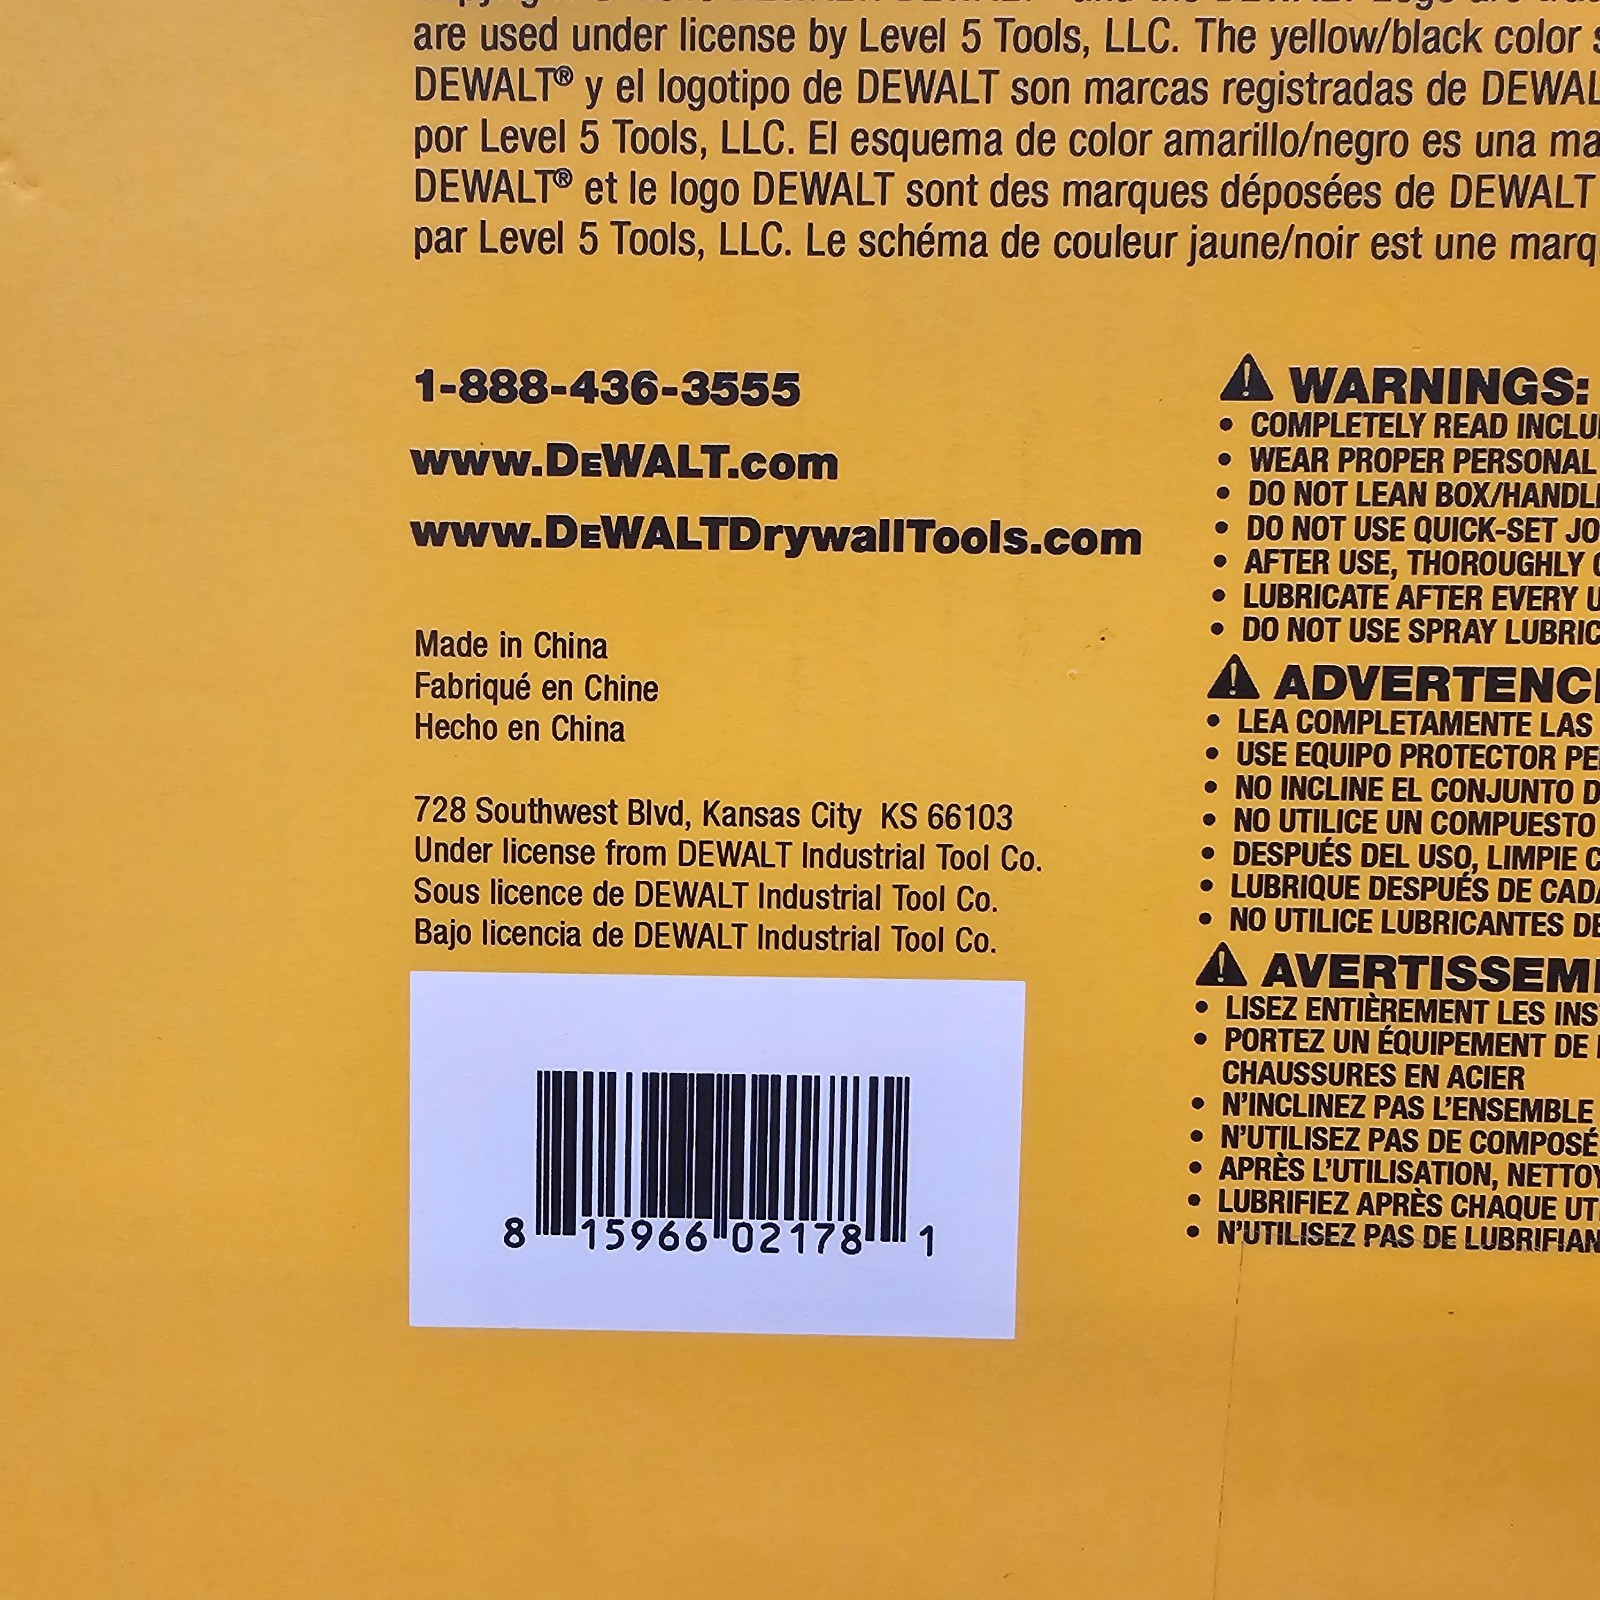 are used under license by Level 5 Tools, LLC. The yellow/black color
DEWALT® y el logotipo de DEWALT son marcas registradas de DEWAL
por Level 5 Tools, LLC. El esquema de color amarillo/negro es una ma
DEWALT® et le logo DEWALT sont des marques déposées de DEWALT
par Level 5 Tools, LLC. Le schéma de couleur jaune/noir est une marq
1-888-436-3555
www.DEWALT.com
www.DEWALTDrywallTools.com
Made in China
Fabriqué en Chine
Hecho en China
728 Southwest Blvd, Kansas City KS 66103
Under license from DEWALT Industrial Tool Co.
Sous licence de DEWALT Industrial Tool Co.
Bajo licencia de DEWALT Industrial Tool Co.
8 15966 02178 1
WARNINGS:
• COMPLETELY READ INCLU
• WEAR PROPER PERSONAL
• DO NOT LEAN BOX/HANDL
• DO NOT USE QUICK-SET JO
• AFTER USE, THOROUGHLY
• LUBRICATE AFTER EVERY U
• DO NOT USE SPRAY LUBRIC
ADVERTENCI
• LEA COMPLETAMENTE LAS
• USE EQUIPO PROTECTOR PE
• NO INCLINE EL CONJUNTO D
• NO UTILICE UN COMPUESTO
• DESPUÉS DEL USO, LIMPIE C
• LUBRIQUE DESPUÉS DE CADA
• NO UTILICE LUBRICANTES DE
AVERTISSEM
• LISEZ ENTIÈREMENT LES INS
• PORTEZ UN ÉQUIPEMENT DE
CHAUSSURES EN ACIER
• N'INCLINEZ PAS L'ENSEMBLE
• N'UTILISEZ PAS DE COMPOSÉ
• APRÈS L'UTILISATION, NETTOY
• LUBRIFIEZ APRÈS CHAQUE UT
• N'UTILISEZ PAS DE LUBRIFIAN